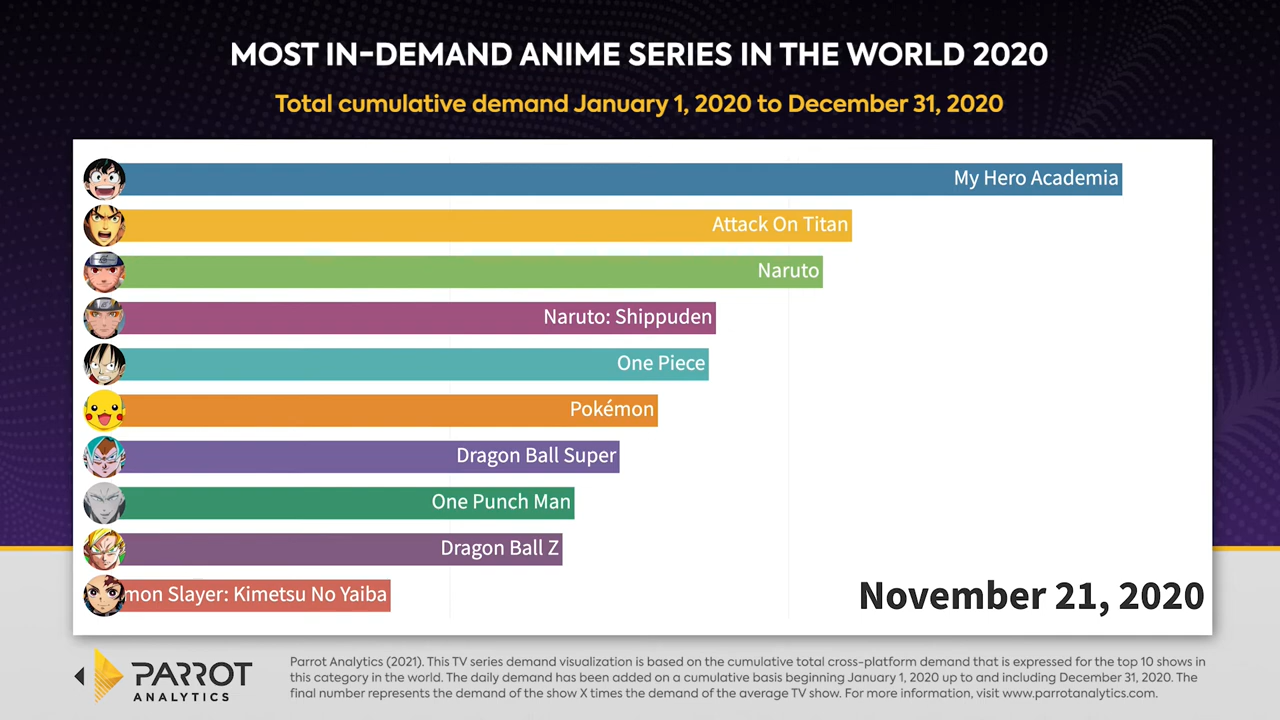 MOST IN-DEMAND ANIME SERIES IN THE WORLD 2020
Total cumulative demand January 1, 2020 to December 31, 2020
My Hero Academia
Attack On Titan
Naruto
Naruto: Shippuden
One Piece
Pokémon
Dragon Ball Super
One Punch Man
Dragon Ball Z
mon Slayer: Kimetsu No Yaiba
November 21, 2020
PARROT
ANALYTICS
Parrot Analytics (2021). This TV series demand visualization is based on the cumulative total cross-platform demand that is expressed for the top 10 shows in
this category in the world. The daily demand has been added on a cumulative basis beginning January 1, 2020 up to and including December 31, 2020. The
final number represents the demand of the show X times the demand of the average TV show. For more information, visit www.parrotanalytics.com.